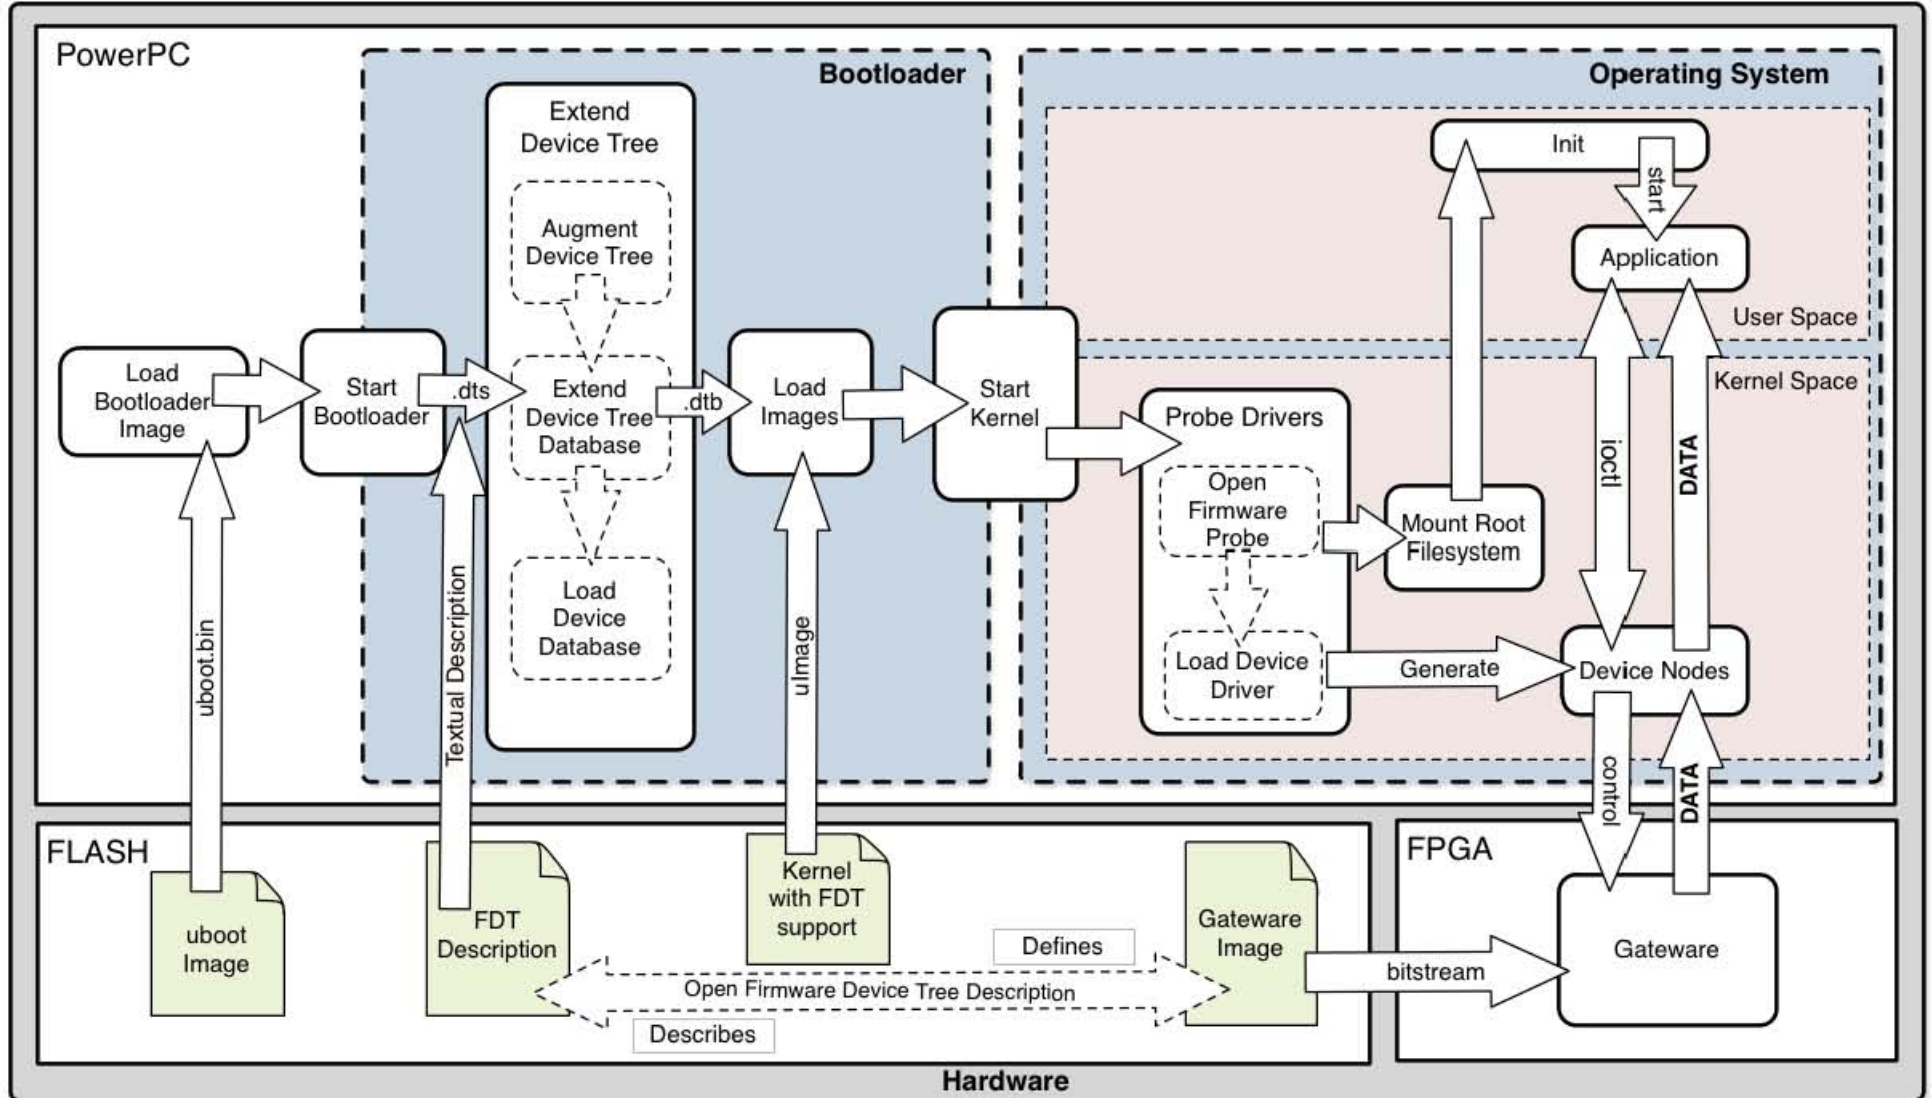 PowerPC
Bootloader
Operating System
Extend
Device Tree
Augment
Device Tree
Extend
Device Tree
Database
Load
Device
Database
Load
Bootloader
Image
Start
Bootloader
.dts
.dtb
Load
Images
Start
Kernel
Init
start
Application
User Space
Kernel Space
Probe Drivers
Open
Firmware
Probe
Load Device
Driver
Mount Root
Filesystem
ioctl
DATA
Generate
Device Nodes
uboot.bin
Textual Description
uImage
control
DATA
FLASH
uboot
Image
FDT
Description
Kernel
with FDT
support
Gateware
Image
Defines
Open Firmware Device Tree Description
Describes
bitstream
FPGA
Gateware
Hardware